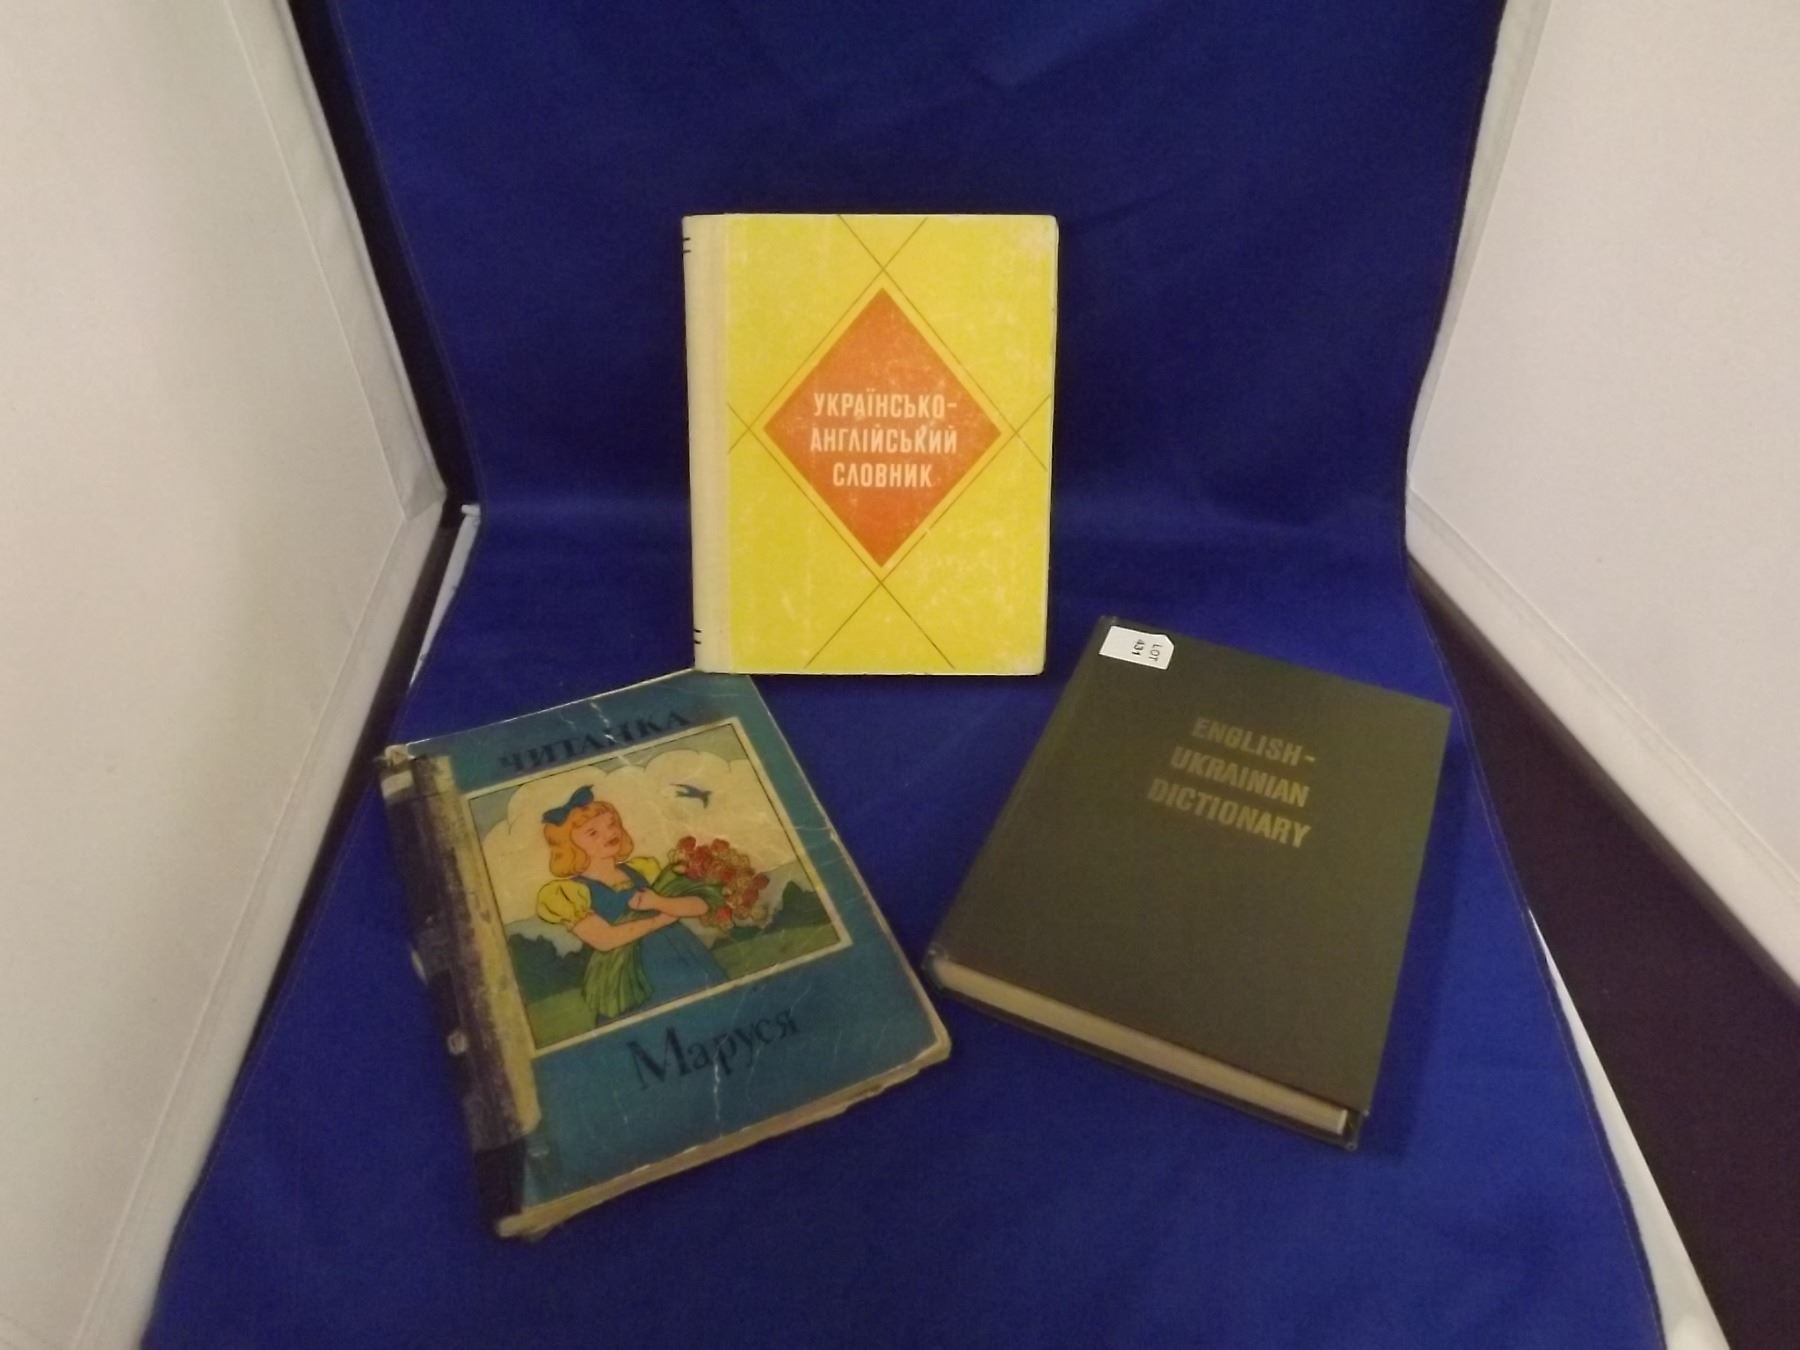 УКРАЇНСЬКО-
АНГЛІЙСЬКИЙ
СЛОВНИК
ЧИТАНКА
Маруся
LOT
431
ENGLISH-
UKRAINIAN
DICTIONARY